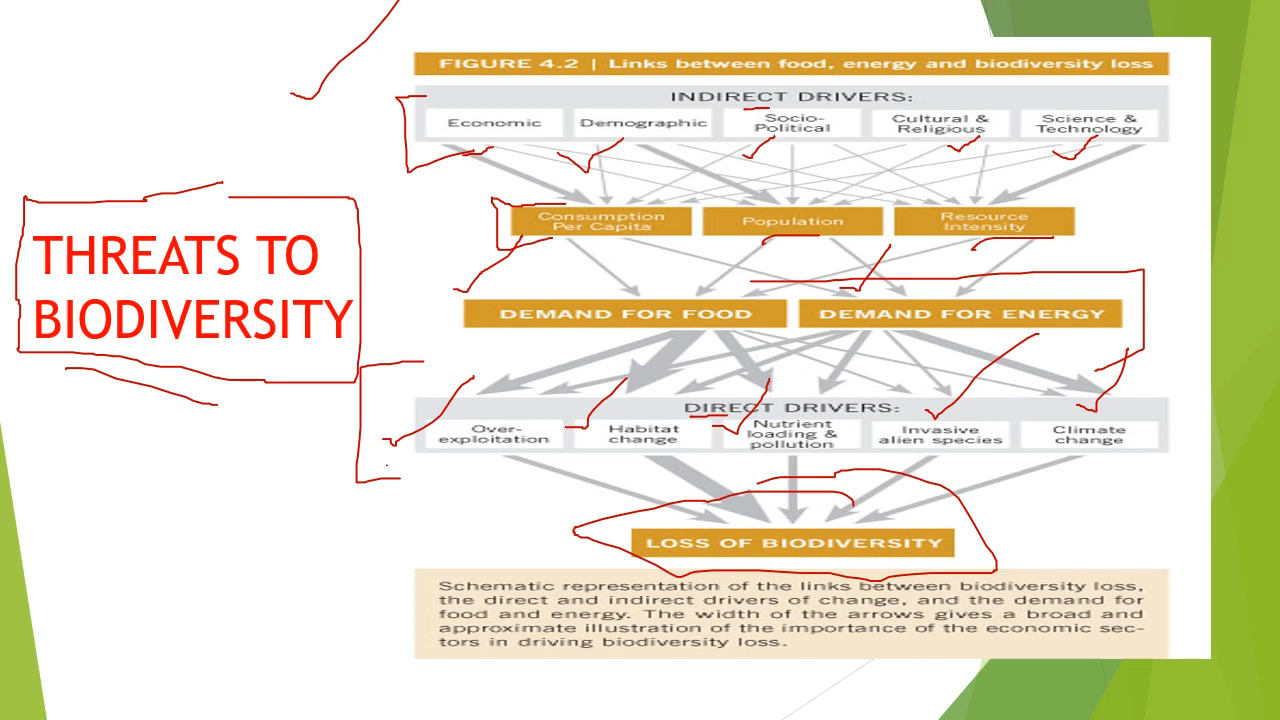 THREATS TO
BIODIVERSITY
FIGURE 4.2 | Links between food, energy and biodiversity loss
INDIRECT DRIVERS:
Economic
Demographic
Socio-
Political
Cultural &
Religious
Science &
Technology
Consumption
Per Capita
Population
Resource
Intensity
DEMAND FOR FOOD
DEMAND FOR ENERGY
DIRECT DRIVERS:
Over-
exploitation
Habitat
change
Nutrient
loading &
pollution
Invasive
alien species
Climate
change
LOSS OF BIODIVERSITY
Schematic representation of the links between biodiversity loss,
the direct and indirect drivers of change, and the demand for
food and energy. The width of the arrows gives a broad and
approximate illustration of the importance of the economic sec-
tors in driving biodiversity loss.